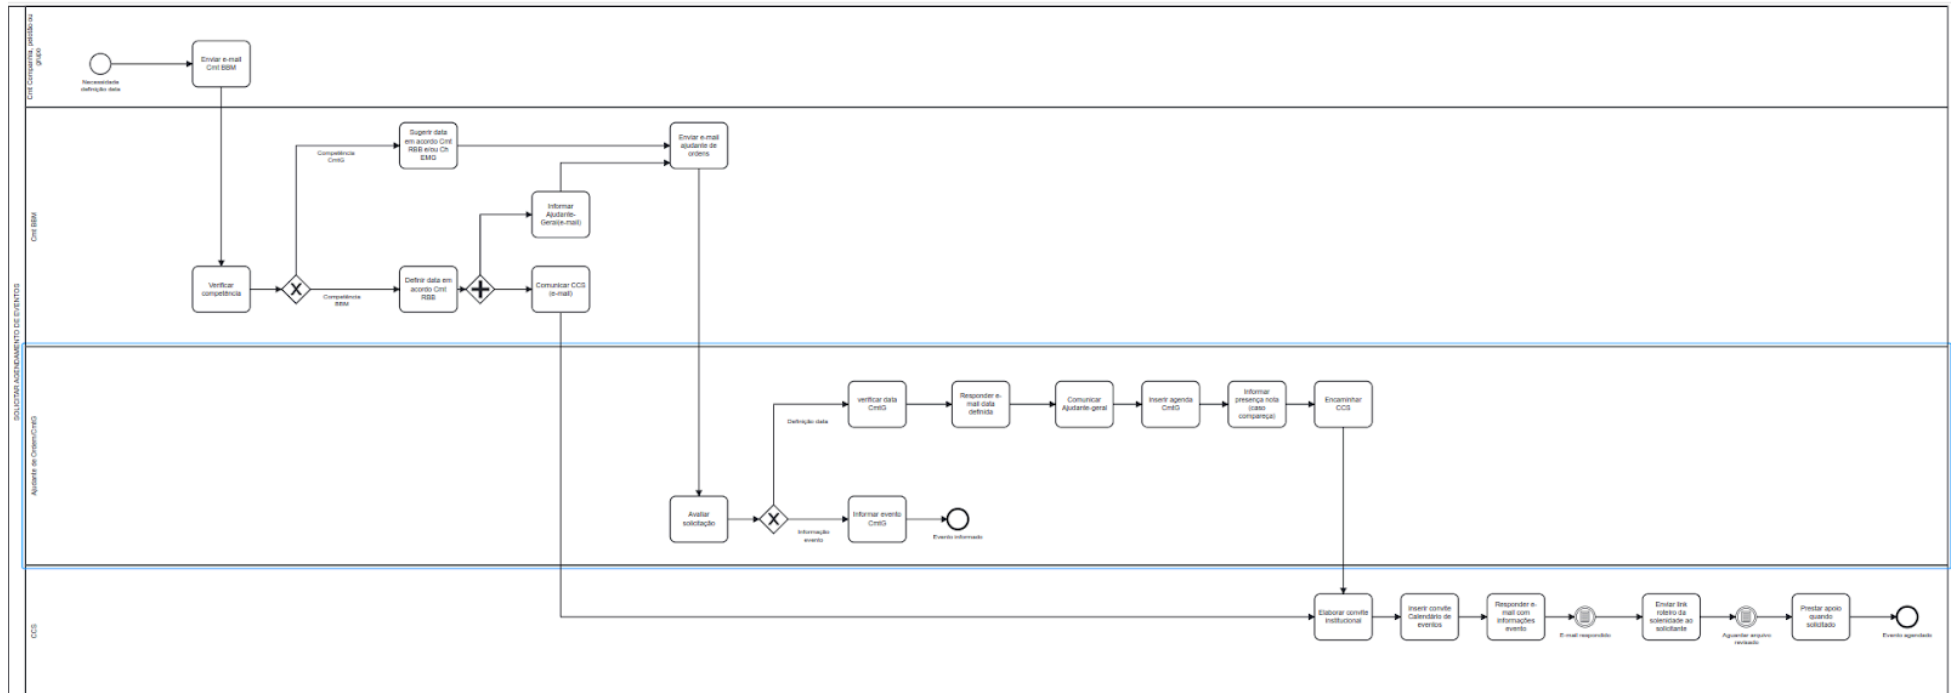 SOLICITAR AGENDAMENTO DE EVENTOS
Cmt Companhia, pelotão ou
grupo
Necessidade
definição data
Enviar e-mail
Cmt BBM
Cmt BBM
Verificar
competência
Competência
CmtG
Competência
BBM
Sugerir data
em acordo Cmt
RBB e/ou Ch
EMG
Definir data em
acordo Cmt
RBB
Informar
Ajudante-
Geral(e-mail)
Comunicar CCS
(e-mail)
Enviar e-mail
ajudante de
ordens
Ajudante de Ordem/CmtG
Avaliar
solicitação
Definição data
Informação
evento
verificar data
CmtG
Responder e-
mail data
definida
Comunicar
Ajudante-geral
Inserir agenda
CmtG
Informar
presença nota
(caso
compareça)
Encaminhar
CCS
Informar evento
CmtG
Evento informado
CCS
Elaborar convite
institucional
Inserir convite
Calendário de
eventos
Responder e-
mail com
informações
evento
E-mail respondido
Enviar link
roteiro da
solenidade ao
solicitante
Aguardar arquivo
revisado
Prestar apoio
quando
solicitado
Evento agendado